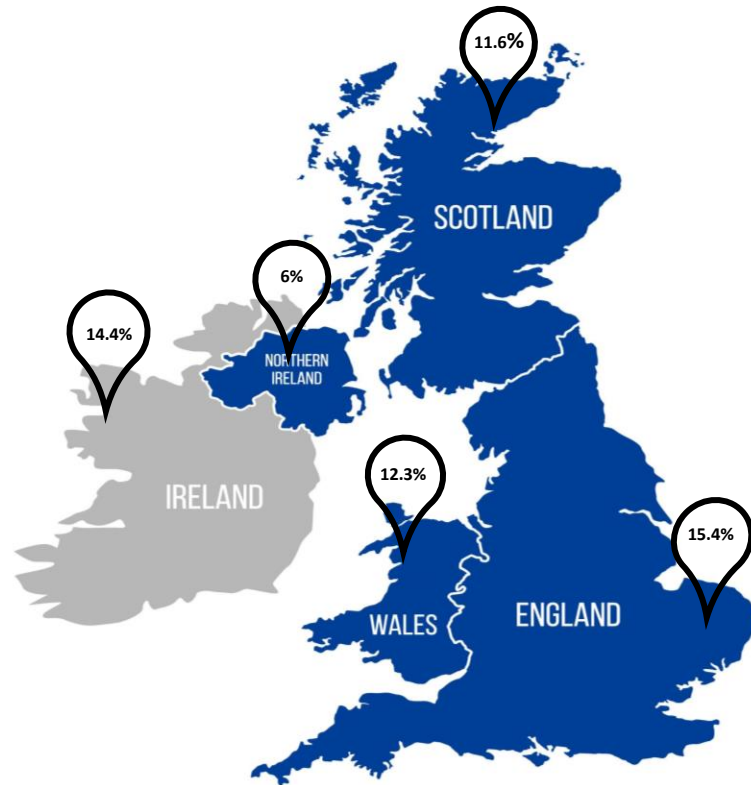 11.6%
SCOTLAND
6%
14.4%
NORTHERN
IRELAND
12.3%
IRELAND
15.4%
WALES
ENGLAND